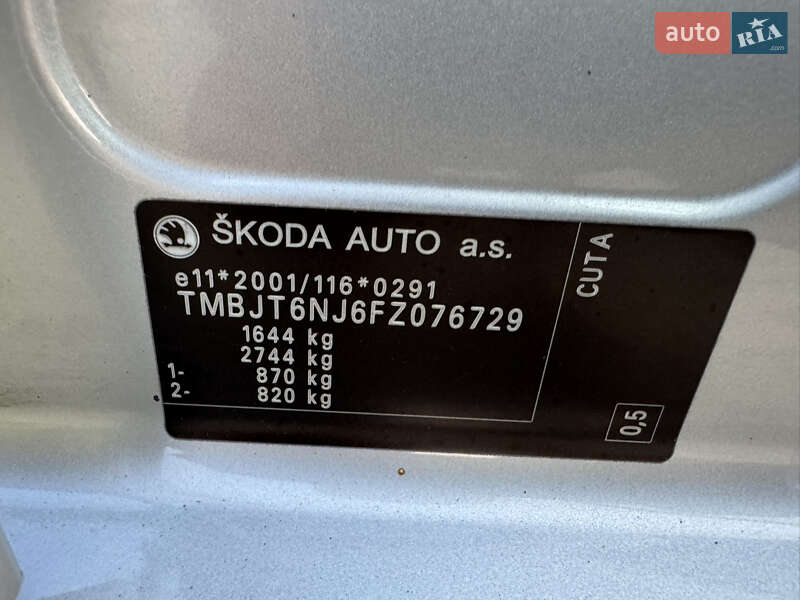 auto RIA
.com
ŠKODA AUTO a.s.
e11*2001/116*0291
TMBJT6NJ6FZ076729
1644 kg
2744 kg
1- 870 kg
2- 820 kg
CUTA
0,5